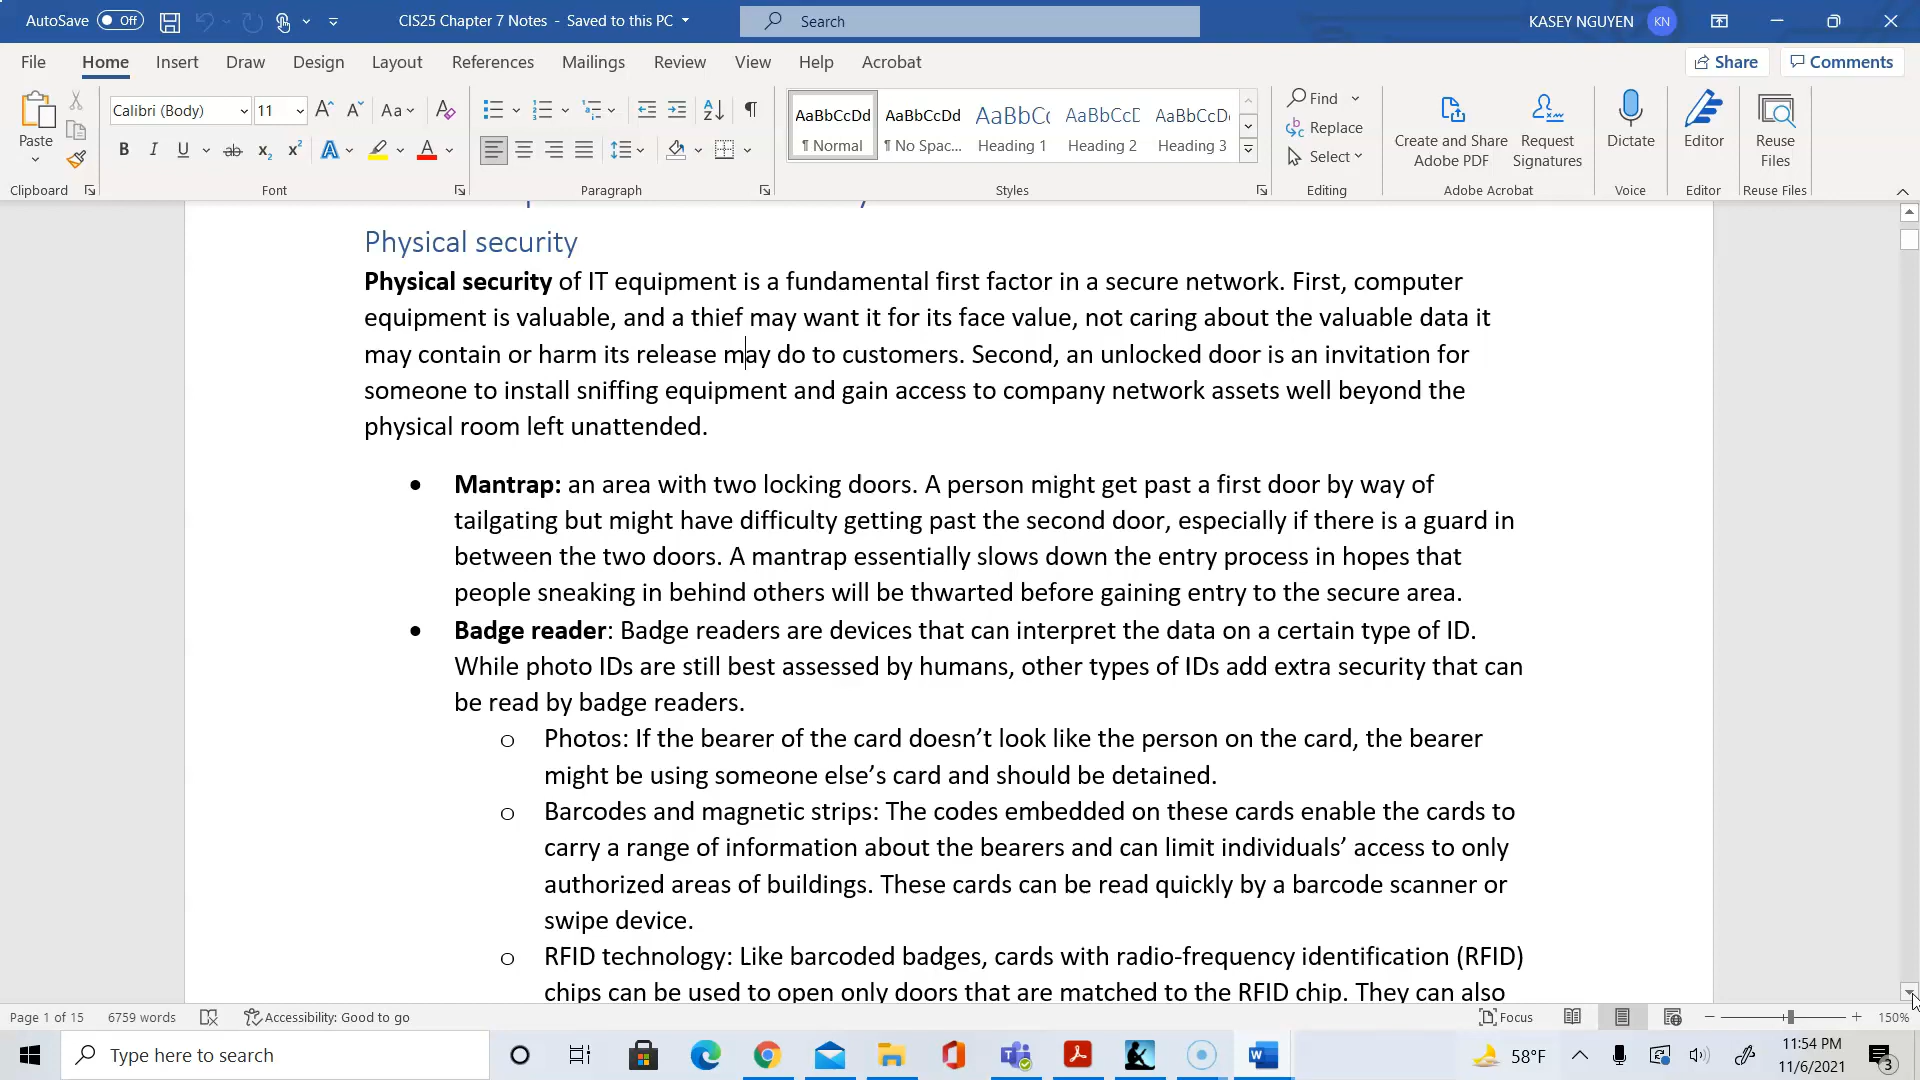 AutoSave Off CIS25 Chapter 7 Notes - Saved to this PC Search KASEY NGUYEN KN
File Home Insert Draw Design Layout References Mailings Review View Help Acrobat Share Comments
Paste
Clipboard
Calibri (Body) 11
Font
Paragraph
AaBbCcDd AaBbCcDd AaBbCc AaBbCcD AaBbCcD
¶ Normal ¶ No Spac... Heading 1 Heading 2 Heading 3
Styles
Find
Replace
Select
Editing
Create and Share
Adobe PDF
Request
Signatures
Adobe Acrobat
Dictate
Voice
Editor
Editor
Reuse
Files
Reuse Files
Physical security
Physical security of IT equipment is a fundamental first factor in a secure network. First, computer
equipment is valuable, and a thief may want it for its face value, not caring about the valuable data it
may contain or harm its release may do to customers. Second, an unlocked door is an invitation for
someone to install sniffing equipment and gain access to company network assets well beyond the
physical room left unattended.
• Mantrap: an area with two locking doors. A person might get past a first door by way of
tailgating but might have difficulty getting past the second door, especially if there is a guard in
between the two doors. A mantrap essentially slows down the entry process in hopes that
people sneaking in behind others will be thwarted before gaining entry to the secure area.
• Badge reader: Badge readers are devices that can interpret the data on a certain type of ID.
While photo IDs are still best assessed by humans, other types of IDs add extra security that can
be read by badge readers.
o Photos: If the bearer of the card doesn’t look like the person on the card, the bearer
might be using someone else’s card and should be detained.
o Barcodes and magnetic strips: The codes embedded on these cards enable the cards to
carry a range of information about the bearers and can limit individuals’ access to only
authorized areas of buildings. These cards can be read quickly by a barcode scanner or
swipe device.
o RFID technology: Like barcoded badges, cards with radio-frequency identification (RFID)
chips can be used to open only doors that are matched to the RFID chip. They can also
Page 1 of 15 6759 words Accessibility: Good to go Focus 150%
Type here to search 58°F 11:54 PM
11/6/2021 3